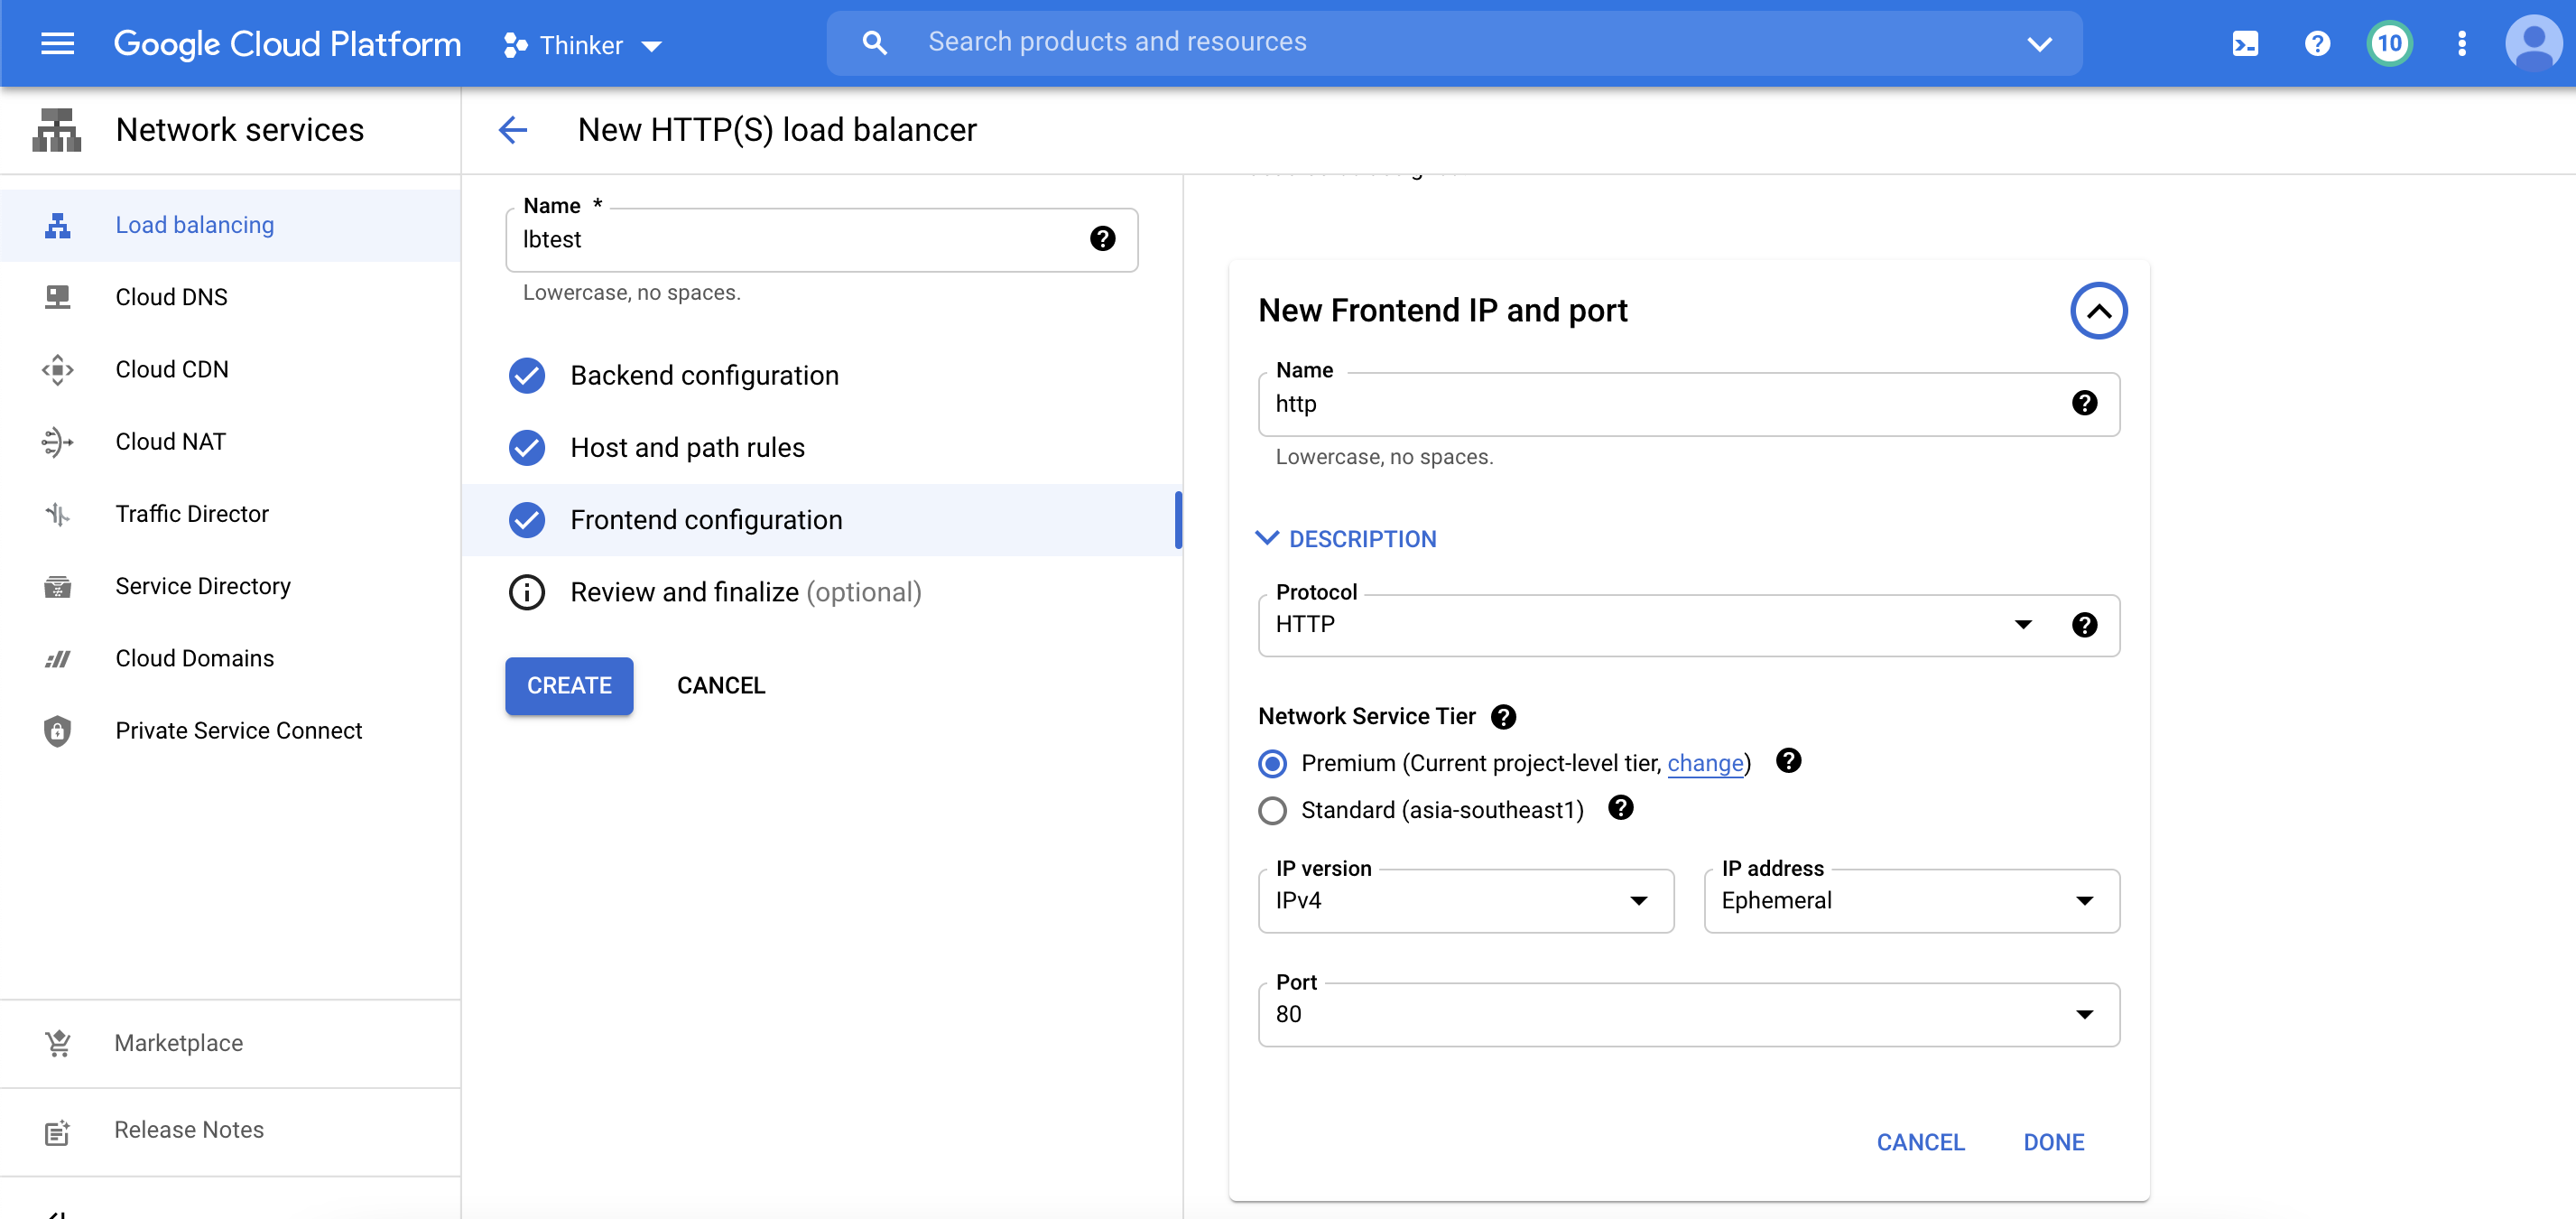 Google Cloud Platform
Thinker
Search products and resources
10
Network services
New HTTP(S) load balancer
Load balancing
Cloud DNS
Cloud CDN
Cloud NAT
Traffic Director
Service Directory
Cloud Domains
Private Service Connect
Marketplace
Release Notes
Name *
lbtest
Lowercase, no spaces.
Backend configuration
Host and path rules
Frontend configuration
Review and finalize (optional)
CREATE
CANCEL
New Frontend IP and port
Name
http
Lowercase, no spaces.
DESCRIPTION
Protocol
HTTP
Network Service Tier
Premium (Current project-level tier, change)
Standard (asia-southeast1)
IP version
IPv4
IP address
Ephemeral
Port
80
CANCEL
DONE